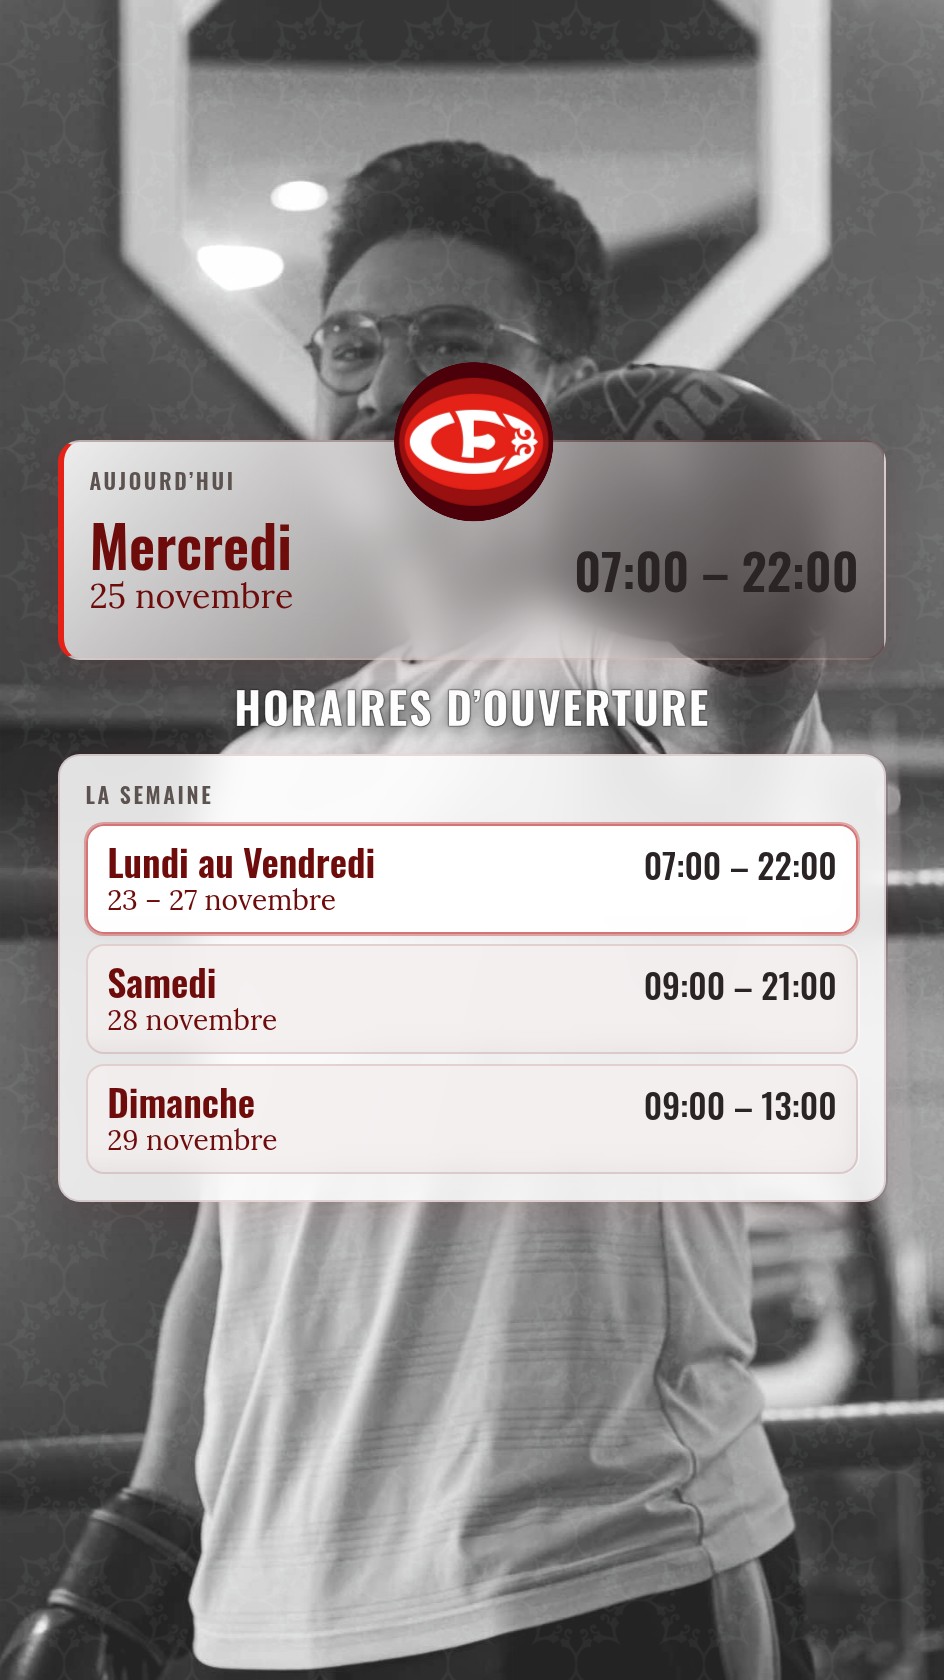 CF
AUJOURD’HUI
Mercredi
25 novembre
07:00 – 22:00
HORAIRES D’OUVERTURE
LA SEMAINE
Lundi au Vendredi
23 – 27 novembre
07:00 – 22:00
Samedi
28 novembre
09:00 – 21:00
Dimanche
29 novembre
09:00 – 13:00